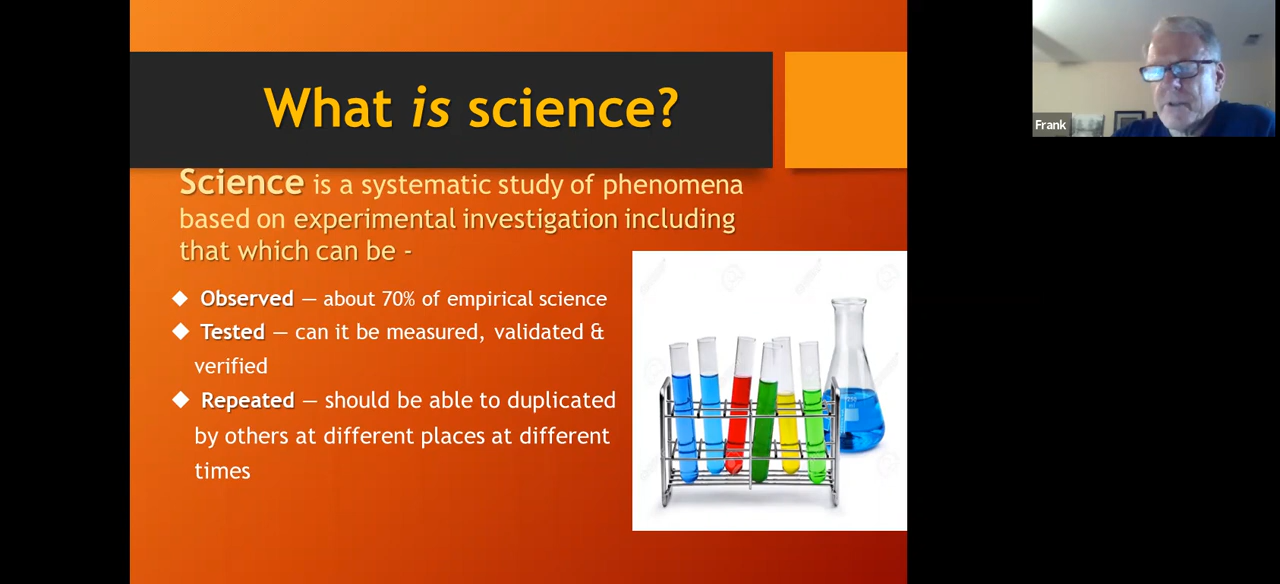 What is science?
Science is a systematic study of phenomena
based on experimental investigation including
that which can be -
◆ Observed — about 70% of empirical science
◆ Tested — can it be measured, validated &
verified
◆ Repeated — should be able to duplicated
by others at different places at different
times
Frank